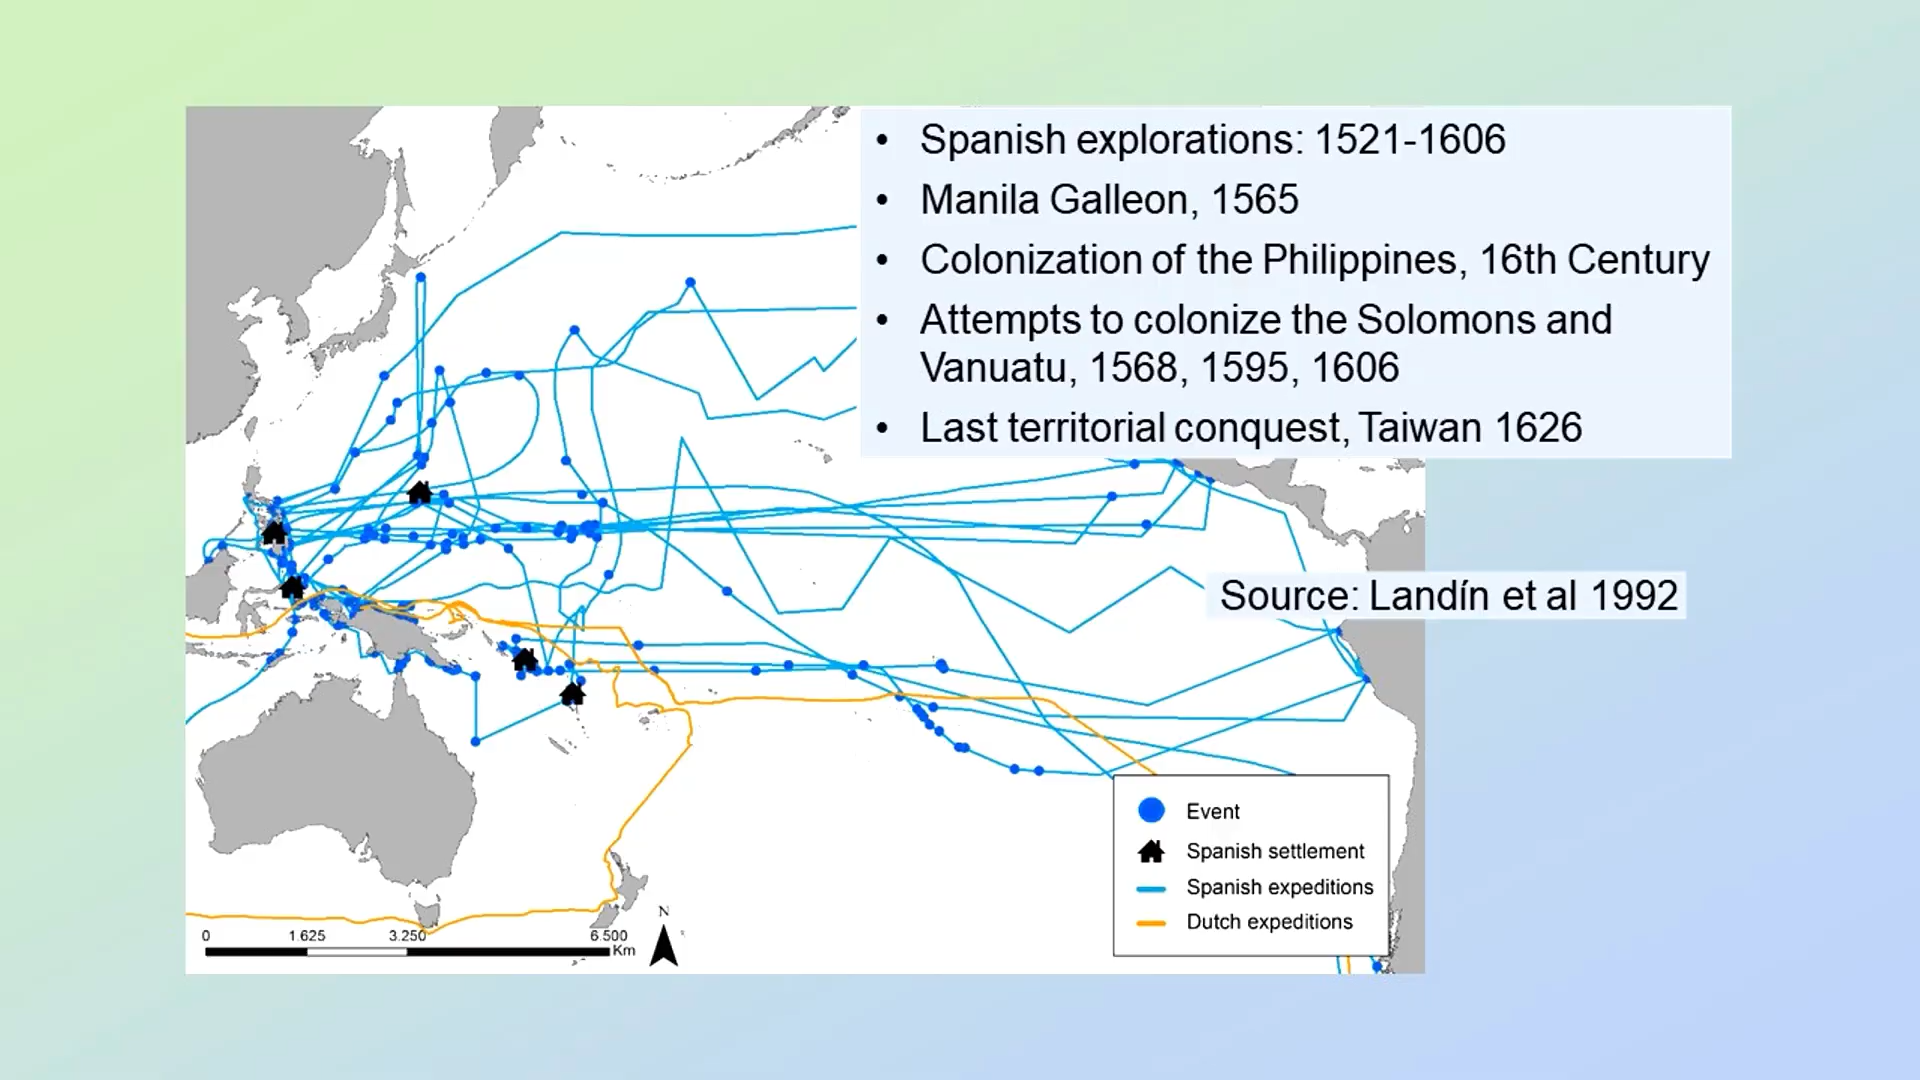 • Spanish explorations: 1521-1606
• Manila Galleon, 1565
• Colonization of the Philippines, 16th Century
• Attempts to colonize the Solomons and
Vanuatu, 1568, 1595, 1606
• Last territorial conquest, Taiwan 1626
Source: Landín et al 1992
Event
Spanish settlement
Spanish expeditions
Dutch expeditions
N
0 1.625 3.250 6.500
Km